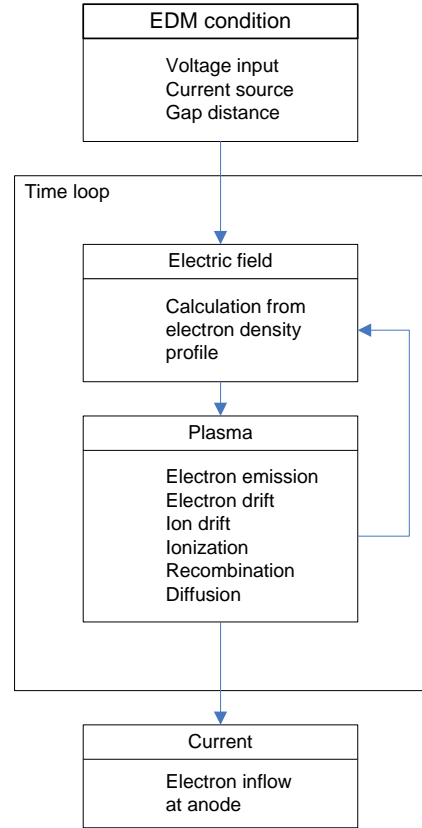 EDM condition
Voltage input
Current source
Gap distance
Time loop
Electric field
Calculation from
electron density
profile
Plasma
Electron emission
Electron drift
Ion drift
Ionization
Recombination
Diffusion
Current
Electron inflow
at anode